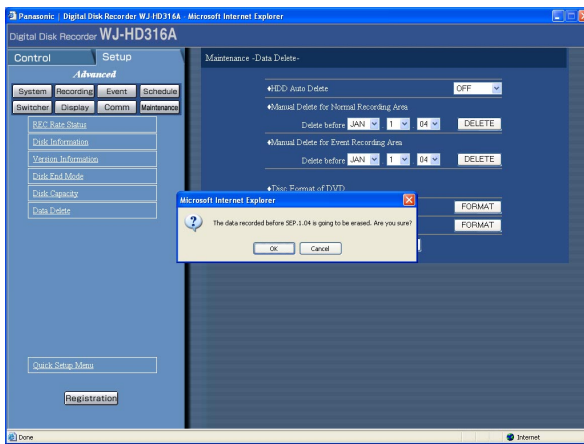 Panasonic | Digital Disk Recorder WJ-HD316A - Microsoft Internet Explorer
Digital Disk Recorder WJ-HD316A
Control Setup
Advanced
System Recording Event Schedule
Switcher Display Comm Maintenance
REC Rate Status
Disk Information
Version Information
Disk End Mode
Disk Capacity
Data Delete
Quick Setup Menu
Registration
Maintenance -Data Delete-
♦HDD Auto Delete OFF
♦Manual Delete for Normal Recording Area
Delete before JAN 1 04 DELETE
♦Manual Delete for Event Recording Area
Delete before JAN 1 04 DELETE
♦Disc Format of DVD
FORMAT
FORMAT
Microsoft Internet Explorer
The data recorded before SEP.1.04 is going to be erased. Are you sure?
OK Cancel
Done Internet